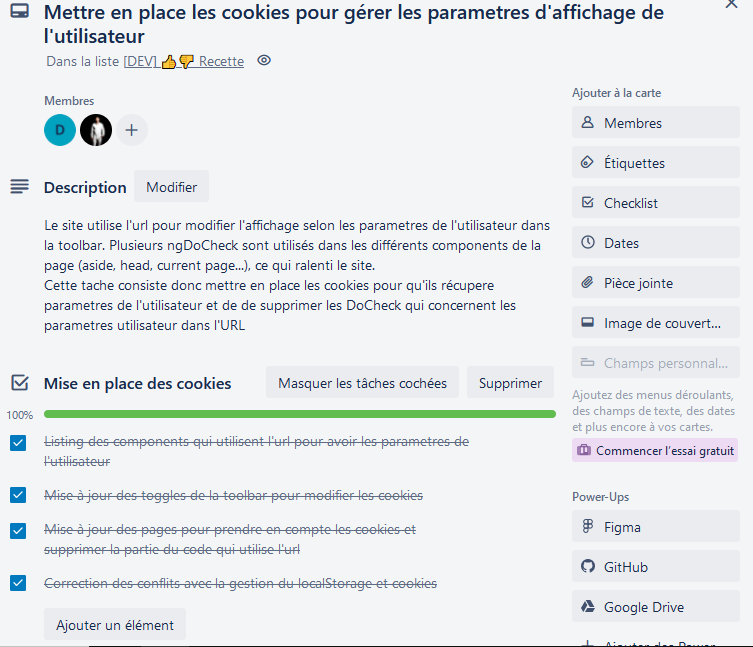 Mettre en place les cookies pour gérer les parametres d'affichage de
l'utilisateur
Dans la liste [DEV] 👍👎 Recette
Membres
D
Description
Modifier
Le site utilise l'url pour modifier l'affichage selon les parametres de l'utilisateur dans
la toolbar. Plusieurs ngDoCheck sont utilisés dans les différents components de la
page (aside, head, current page...), ce qui ralenti le site.
Cette tache consiste donc mettre en place les cookies pour qu'ils récupere
parametres de l'utilisateur et de de supprimer les DoCheck qui concernent les
parametres utilisateur dans l'URL
Mise en place des cookies
Masquer les tâches cochées
Supprimer
100%
Listing des components qui utilisent l'url pour avoir les parametres de
l'utilisateur
Mise à jour des toggles de la toolbar pour modifier les cookies
Mise à jour des pages pour prendre en compte les cookies et
supprimer la partie du code qui utilise l'url
Correction des conflits avec la gestion du localStorage et cookies
Ajouter un élément
Ajouter à la carte
Membres
Étiquettes
Checklist
Dates
Pièce jointe
Image de couvert...
Champs personnal...
Ajoutez des menus déroulants,
des champs de texte, des dates
et plus encore à vos cartes.
Commencer l'essai gratuit
Power-Ups
Figma
GitHub
Google Drive
Ajouter des Power